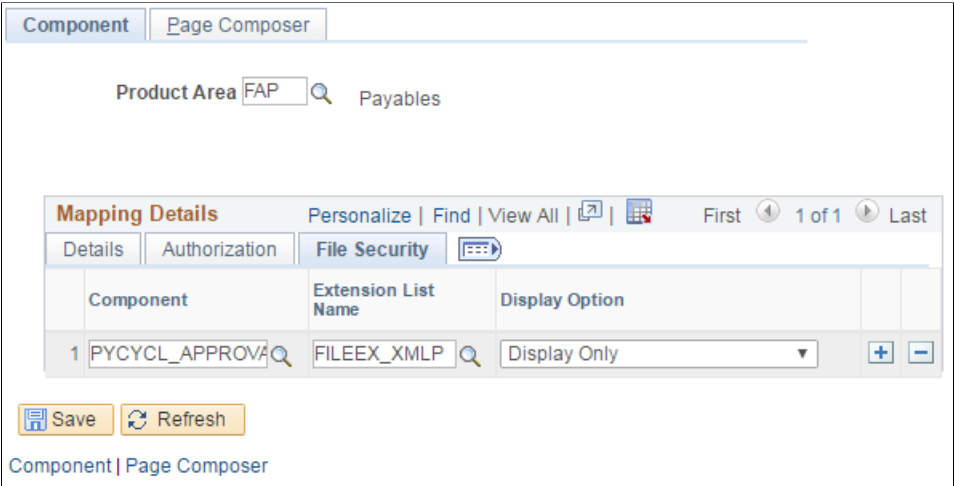 Component Page Composer
Product Area FAP Payables
Mapping Details Personalize | Find | View All | | First 1 of 1 Last
Details Authorization File Security
Component Extension List Name Display Option
1 PYCYCL_APPROVA FILEEX_XMLP Display Only
Save Refresh
Component | Page Composer